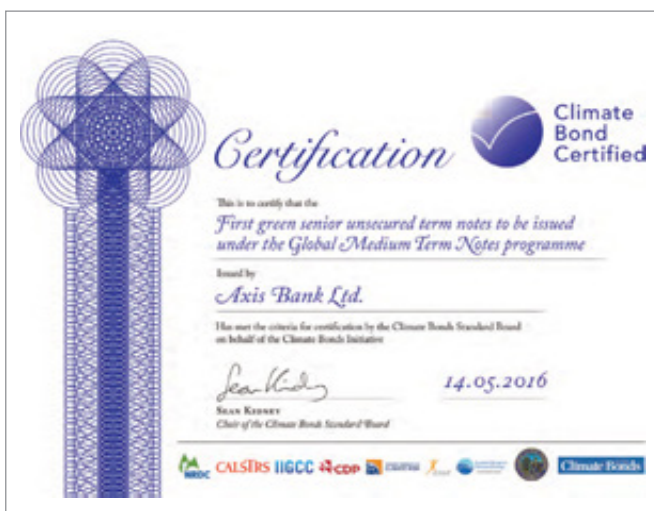 Certification
Climate
Bond
Certified
This is to certify that the
First green senior unsecured term notes to be issued
under the Global Medium Term Notes programme
Issued by
Axis Bank Ltd.
Has met the criteria for certification by the Climate Bonds Standard Board
on behalf of the Climate Bonds Initiative
14.05.2016
SEAN KIDNEY
Chair of the Climate Bonds Standard Board
NRDC CALSTRS IIGCC CDP Climate Bonds